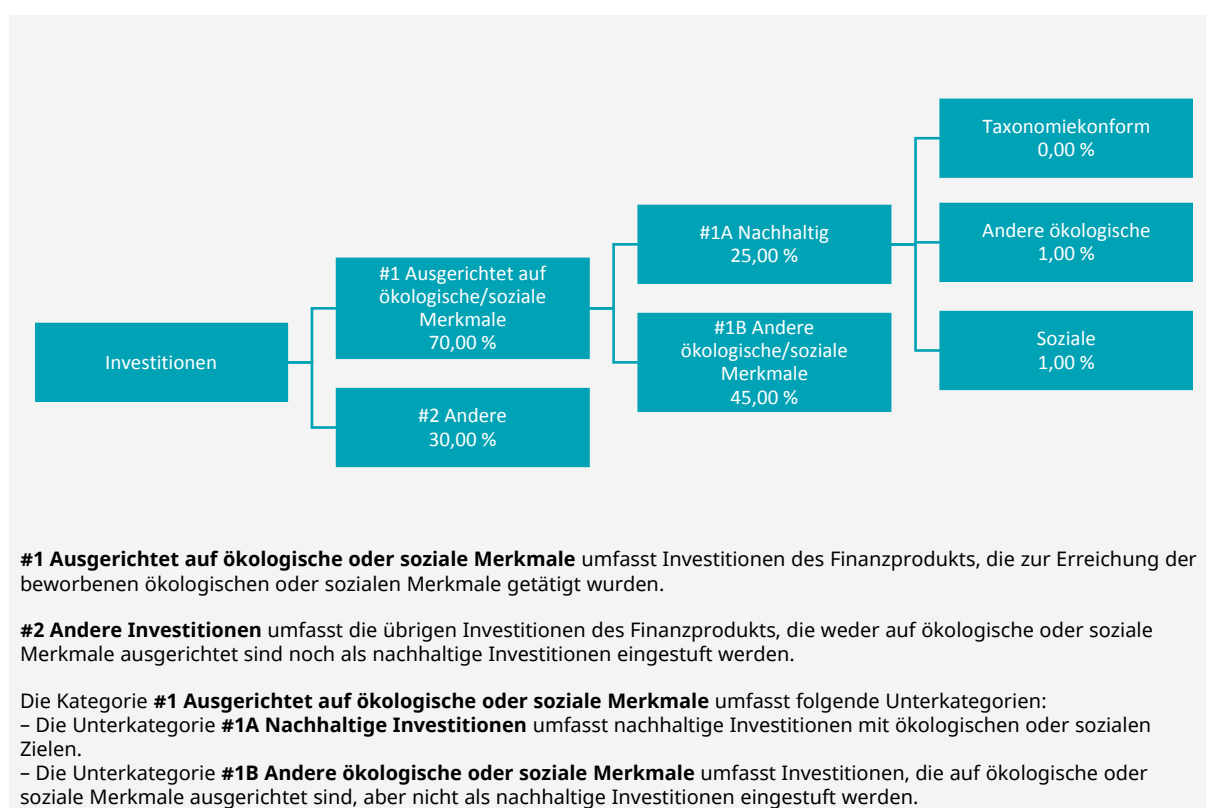 Investitionen
#1 Ausgerichtet auf
ökologische/soziale
Merkmale
70,00 %
#2 Andere
30,00 %
#1A Nachhaltig
25,00 %
#1B Andere
ökologische/soziale
Merkmale
45,00 %
Taxonomiekonform
0,00 %
Andere ökologische
1,00 %
Soziale
1,00 %
#1 Ausgerichtet auf ökologische oder soziale Merkmale umfasst Investitionen des Finanzprodukts, die zur Erreichung der
beworbenen ökologischen oder sozialen Merkmale getätigt wurden.
#2 Andere Investitionen umfasst die übrigen Investitionen des Finanzprodukts, die weder auf ökologische oder soziale
Merkmale ausgerichtet sind noch als nachhaltige Investitionen eingestuft werden.
Die Kategorie #1 Ausgerichtet auf ökologische oder soziale Merkmale umfasst folgende Unterkategorien:
– Die Unterkategorie #1A Nachhaltige Investitionen umfasst nachhaltige Investitionen mit ökologischen oder sozialen
Zielen.
– Die Unterkategorie #1B Andere ökologische oder soziale Merkmale umfasst Investitionen, die auf ökologische oder
soziale Merkmale ausgerichtet sind, aber nicht als nachhaltige Investitionen eingestuft werden.